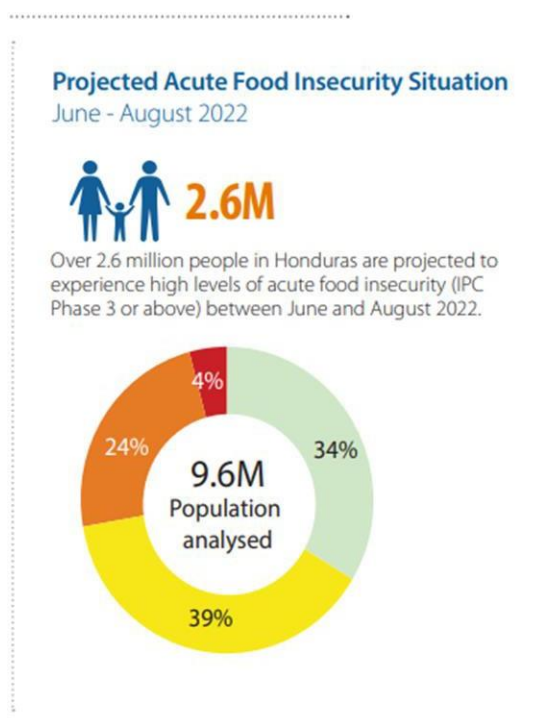 Projected Acute Food Insecurity Situation
June - August 2022
2.6M
Over 2.6 million people in Honduras are projected to
experience high levels of acute food insecurity (IPC
Phase 3 or above) between June and August 2022.
4%
24%
34%
9.6M
Population
analysed
39%